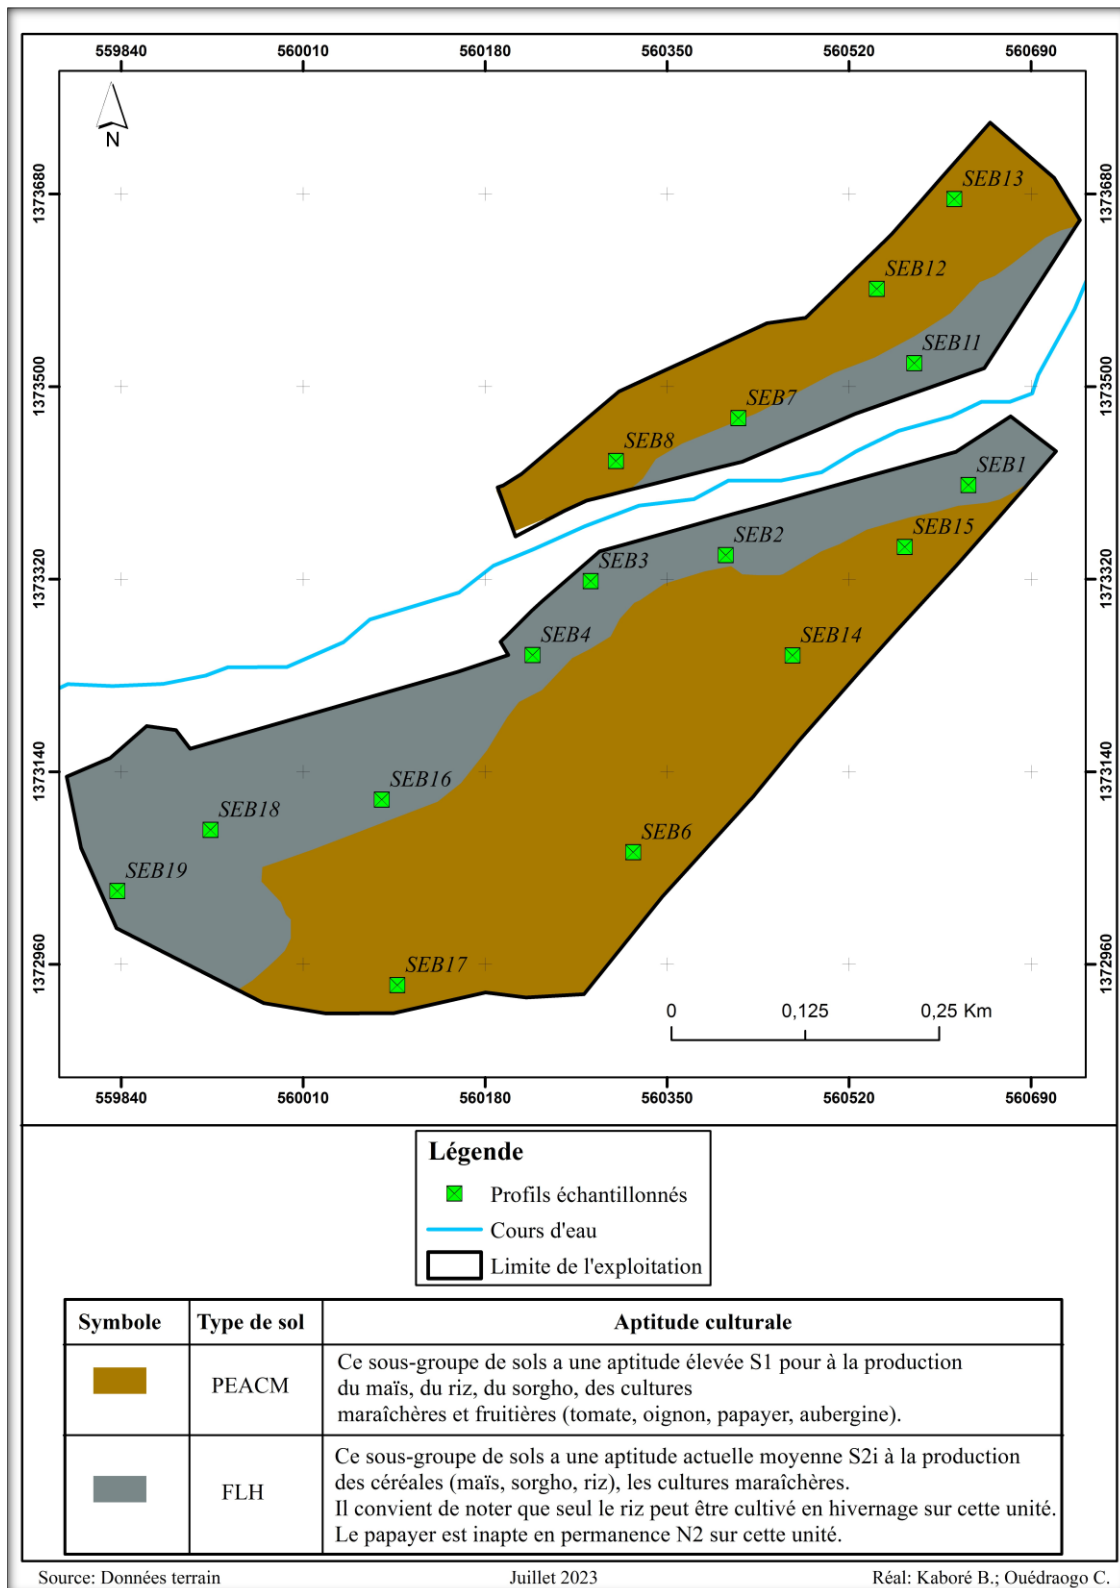 559840 560010 560180 560350 560520 560690
N
1373680 1373680
SEB13
SEB12
SEB11
1373500 1373500
SEB7
SEB8
SEB1
SEB15
SEB2
SEB3
1373320 1373320
SEB4
SEB14
1373140 1373140
SEB16
SEB18
SEB6
SEB19
SEB17
1372960 1372960
0 0,125 0,25 Km
559840 560010 560180 560350 560520 560690
Légende
Profils échantillonnés
Cours d'eau
Limite de l'exploitation
Symbole Type de sol Aptitude culturale
PEACM
Ce sous-groupe de sols a une aptitude élevée S1 pour à la production
du maïs, du riz, du sorgho, des cultures
maraîchères et fruitières (tomate, oignon, papayer, aubergine).
FLH
Ce sous-groupe de sols a une aptitude actuelle moyenne S2i à la production
des céreales (maïs, sorgho, riz), les cultures maraîchères.
Il convient de noter que seul le riz peut être cultivé en hivernage sur cette unité.
Le papayer est inapte en permanence N2 sur cette unité.
Source: Données terrain Juillet 2023 Réal: Kaboré B.; Ouédraogo C.